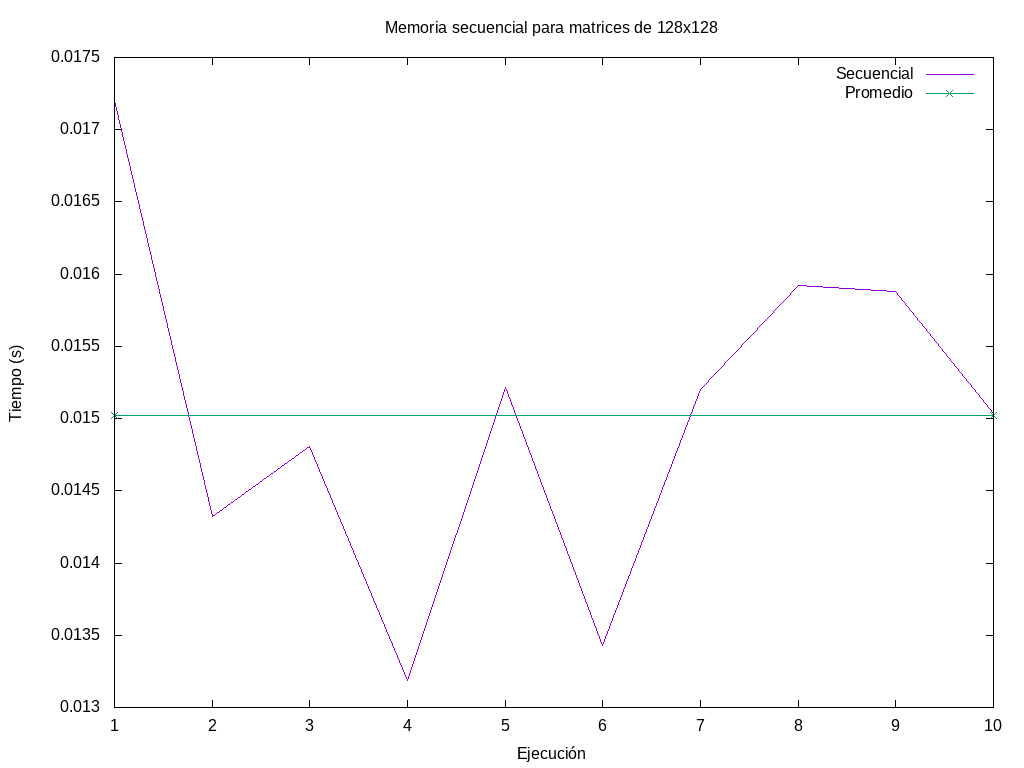 Memoria secuencial para matrices de 128x128
Secuencial
Promedio
0.0175
0.017
0.0165
0.016
0.0155
0.015
0.0145
0.014
0.0135
0.013
Tiempo (s)
1 2 3 4 5 6 7 8 9 10
Ejecución